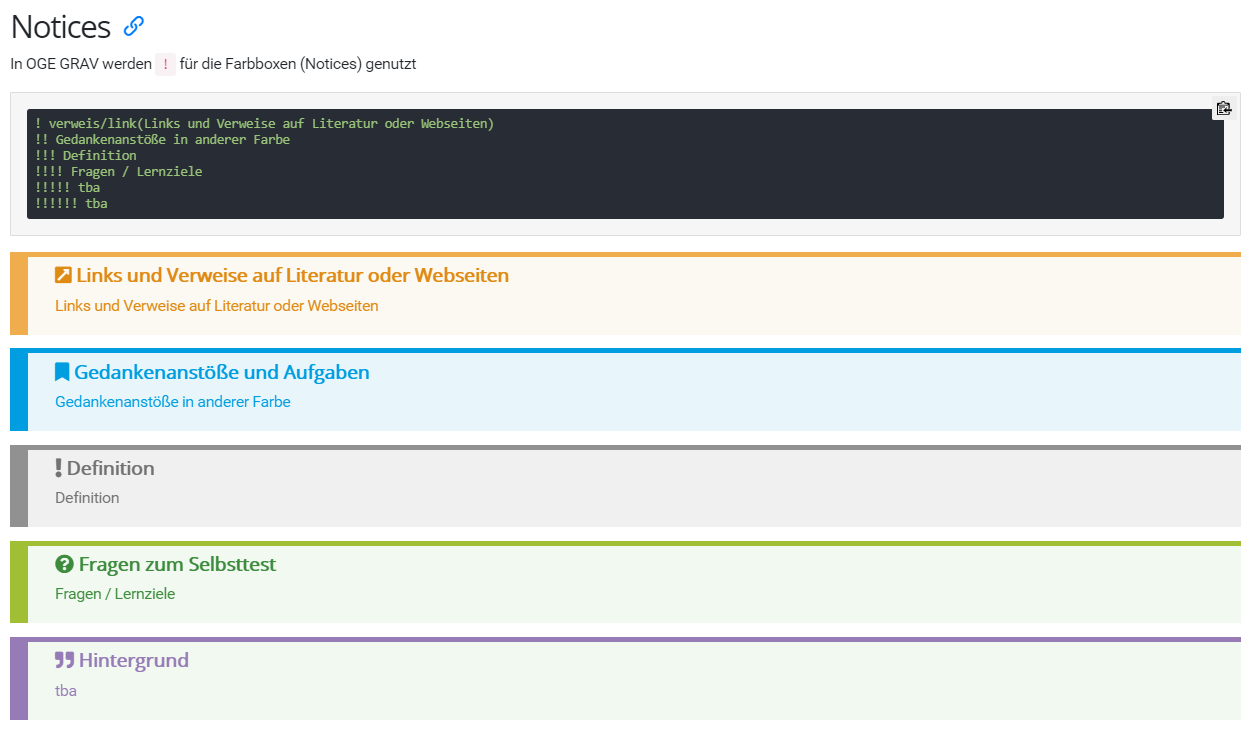 Notices
In OGE GRAV werden ! für die Farbboxen (Notices) genutzt
! verweis/link(Links und Verweise auf Literatur oder Webseiten)
!! Gedankenanstöße in anderer Farbe
!!! Definition
!!!! Fragen / Lernziele
!!!!! tba
!!!!!! tba
Links und Verweise auf Literatur oder Webseiten
Links und Verweise auf Literatur oder Webseiten
Gedankenanstöße und Aufgaben
Gedankenanstöße in anderer Farbe
Definition
Definition
Fragen zum Selbsttest
Fragen / Lernziele
Hintergrund
tba